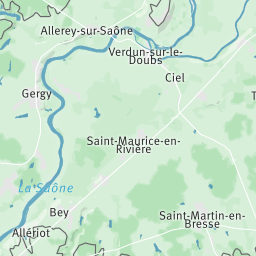 Allerey-sur-Saône
Verdun-sur-le-
Doubs
Ciel
Gergy
Saint-Maurice-en-
Rivière
La Saône
Bey
Saint-Martin-en-
Bresse
Allériot